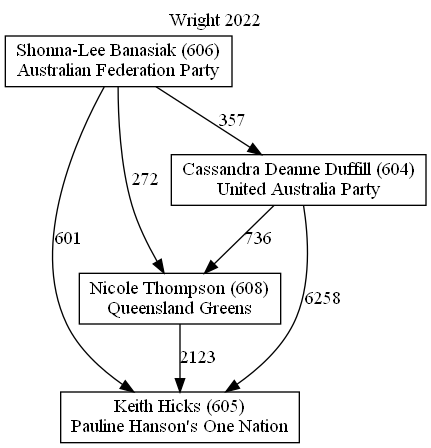 Wright 2022
Shonna-Lee Banasiak (606)
Australian Federation Party
357
Cassandra Deanne Duffill (604)
United Australia Party
272
601
736
Nicole Thompson (608)
Queensland Greens
6258
2123
Keith Hicks (605)
Pauline Hanson's One Nation